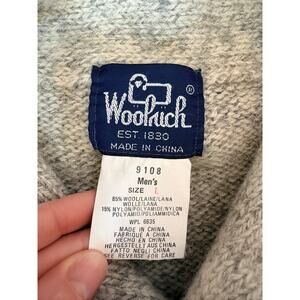 Woolrich
®
EST. 1830
MADE IN CHINA
9108
Men's
SIZE L
85% WOOL/LAINE/LANA
WOLLE/LANA
15% NYLON/POLYAMIDE/NYLON
POLYAMID/POLYAMIDA
WPL 6635
MADE IN CHINA
FABRIQUE A CHINE
HECHO EN CHINA
HERGESTELLT AUS CHINA
FATTO NEGLI CHINA
SEE REVERSE FOR CARE